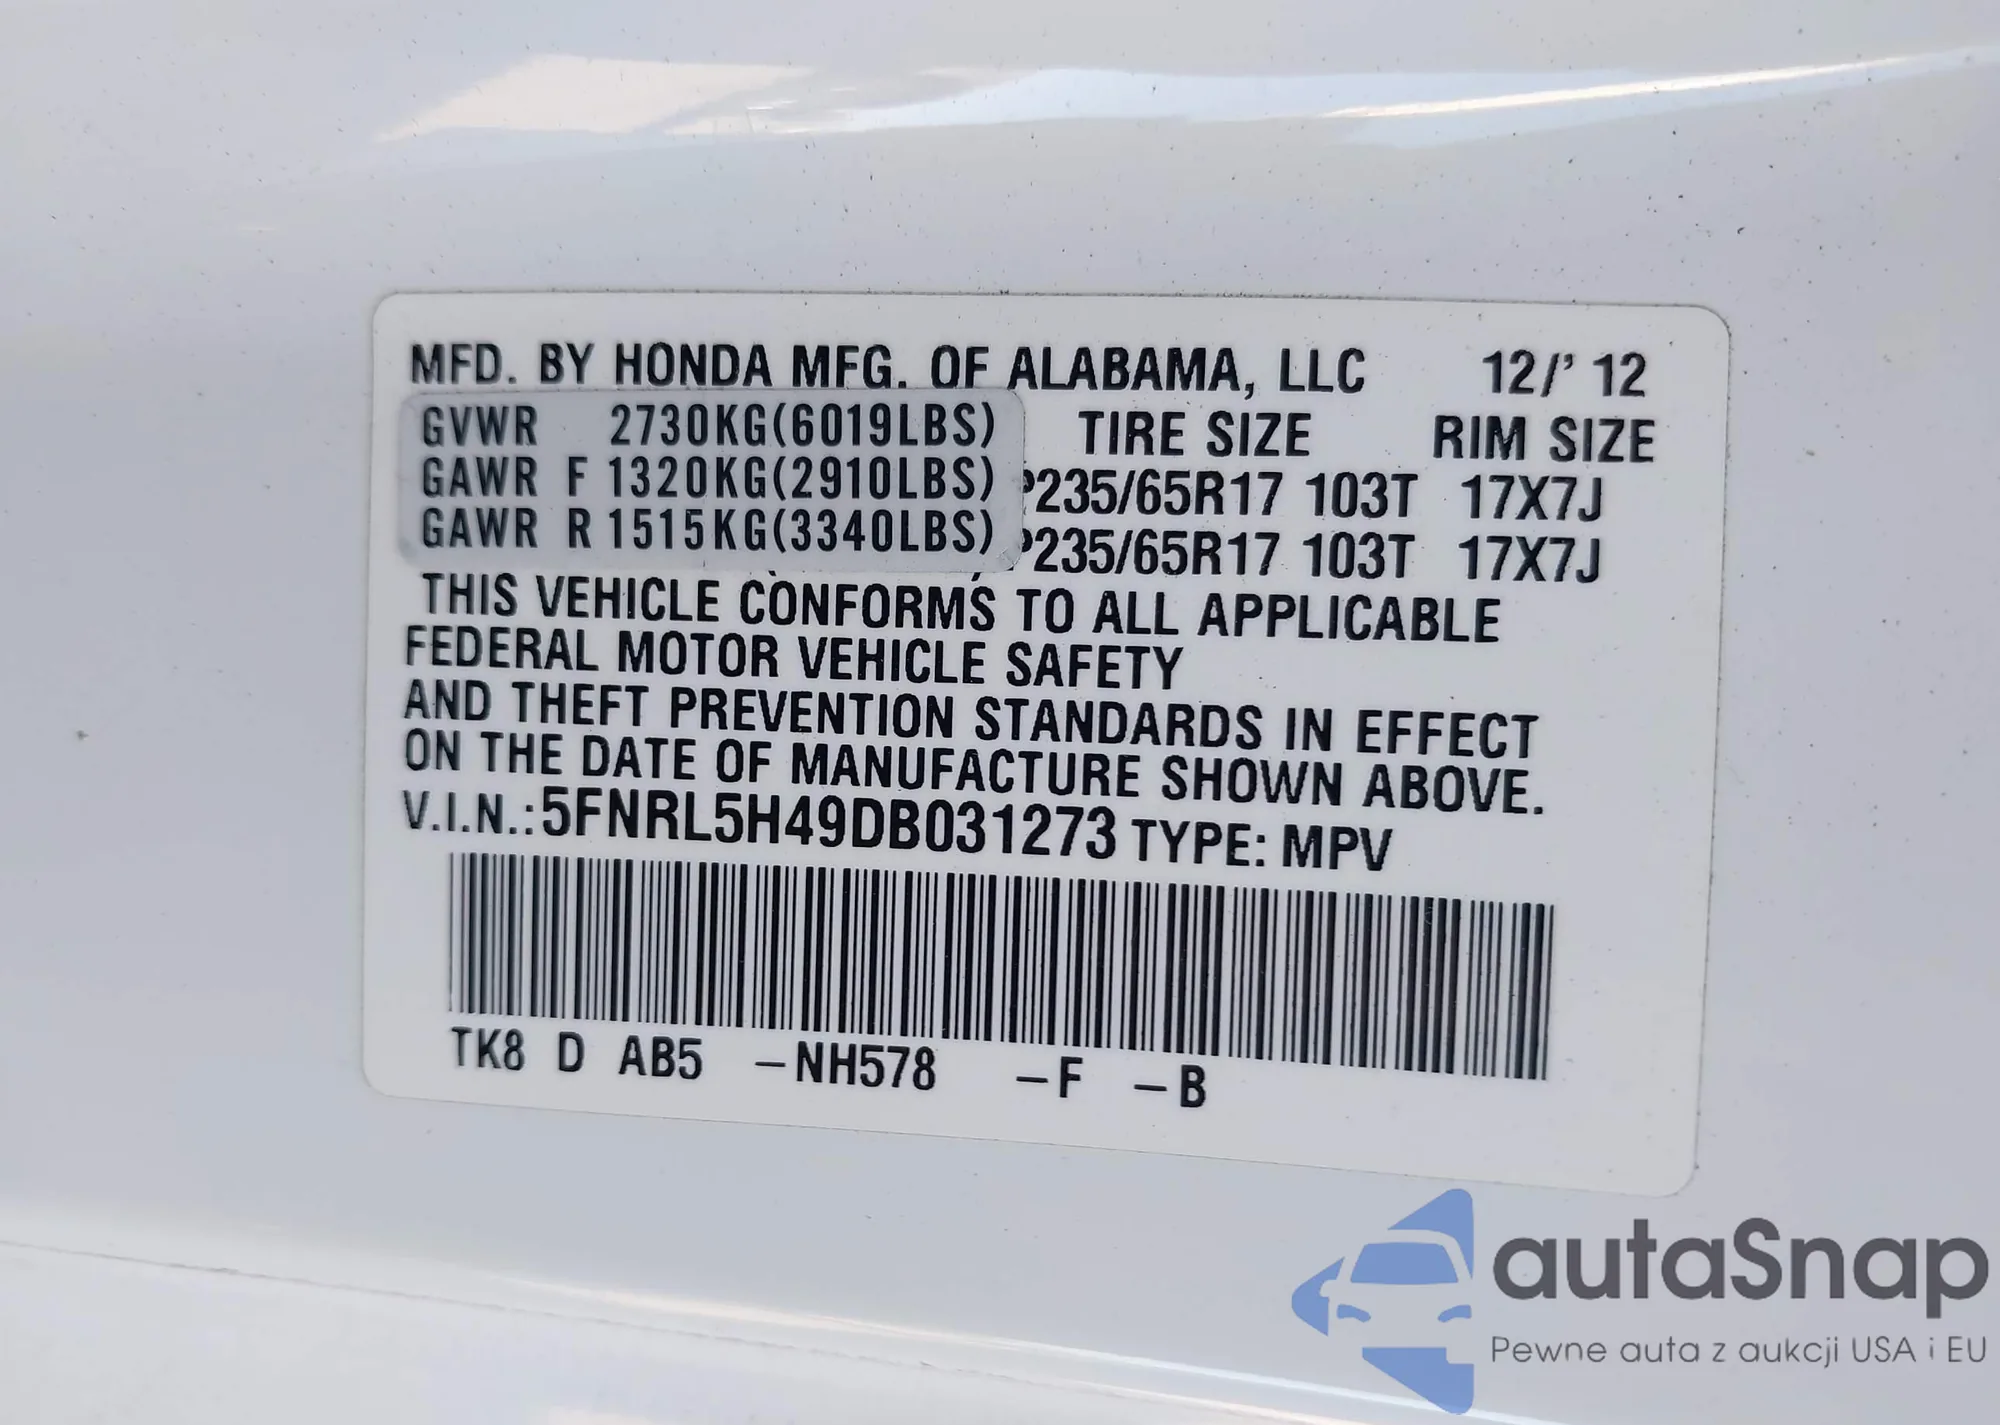 MFD. BY HONDA MFG. OF ALABAMA, LLC 12/' 12
GVWR 2730KG(6019LBS) TIRE SIZE RIM SIZE
GAWR F 1320KG(2910LBS) P235/65R17 103T 17X7J
GAWR R 1515KG(3340LBS) P235/65R17 103T 17X7J
THIS VEHICLE CONFORMS TO ALL APPLICABLE
FEDERAL MOTOR VEHICLE SAFETY
AND THEFT PREVENTION STANDARDS IN EFFECT
ON THE DATE OF MANUFACTURE SHOWN ABOVE.
V.I.N.:5FNRL5H49DB031273 TYPE: MPV
TK8 D AB5 -NH578 -F -B
autaSnap
Pewne auta z aukcji USA i EU